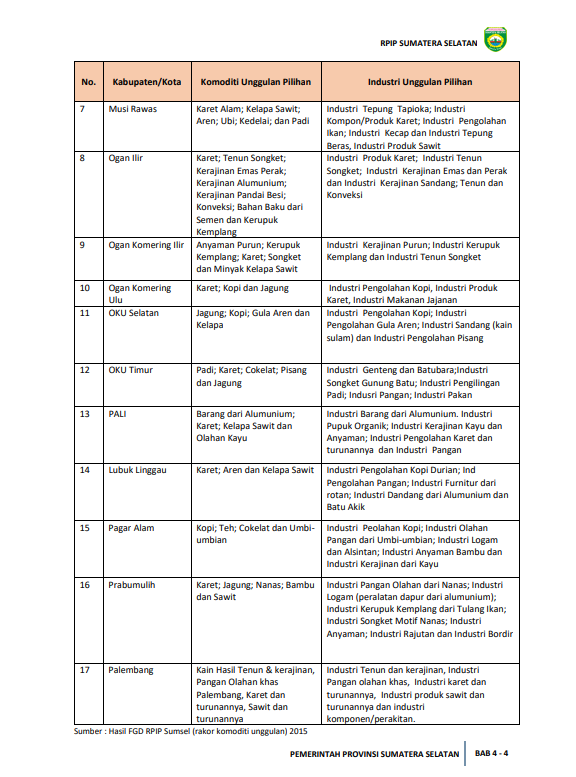 RPIP SUMATERA SELATAN
No. Kabupaten/Kota Komoditi Unggulan Pilihan Industri Unggulan Pilihan
7 Musi Rawas Karet Alam; Kelapa Sawit; Industri Tepung Tapioka; Industri
Aren; Ubi; Kedelai; dan Padi Kompon/Produk Karet; Industri Pengolahan
Ikan; Industri Kecap dan Industri Tepung
Beras, Industri Produk Sawit
8 Ogan Ilir Karet; Tenun Songket; Industri Produk Karet; Industri Tenun
Kerajinan Emas Perak; Songket; Industri Kerajinan Emas dan Perak
Kerajinan Alumunium; dan Industri Kerajinan Sandang; Tenun dan
Kerajinan Pandai Besi; Konveksi
Konveksi; Bahan Baku dari
Semen dan Kerupuk
Kemplang
9 Ogan Komering Ilir Anyaman Purun; Kerupuk Industri Kerajinan Purun; Industri Kerupuk
Kemplang; Karet; Songket Kemplang dan Industri Tenun Songket
dan Minyak Kelapa Sawit
10 Ogan Komering Karet; Kopi dan Jagung Industri Pengolahan Kopi, Industri Produk
Ulu Karet, Industri Makanan Jajanan
11 OKU Selatan Jagung; Kopi; Gula Aren dan Industri Pengolahan Kopi; Industri
Kelapa Pengolahan Gula Aren; Industri Sandang (kain
sulam) dan Industri Pengolahan Pisang
12 OKU Timur Padi; Karet; Cokelat; Pisang Industri Genteng dan Batubara;Industri
dan Jagung Songket Gunung Batu; Industri Pengilingan
Padi; Indusri Pangan; Industri Pakan
13 PALI Barang dari Alumunium; Industri Barang dari Alumunium. Industri
Karet; Kelapa Sawit dan Pupuk Organik; Industri Kerajinan Kayu dan
Olahan Kayu Anyaman; Industri Pengolahan Karet dan
turunannya dan Industri Pangan
14 Lubuk Linggau Karet; Aren dan Kelapa Sawit Industri Pengolahan Kopi Durian; Ind
Pengolahan Pangan; Industri Furnitur dari
rotan; Industri Dandang dari Alumunium dan
Batu Akik
15 Pagar Alam Kopi; Teh; Cokelat dan Umbi- Industri Peolahan Kopi; Industri Olahan
umbian Pangan dari Umbi-umbian; Industri Logam
dan Alsintan; Industri Anyaman Bambu dan
Industri Kerajinan dari Kayu
16 Prabumulih Karet; Jagung; Nanas; Bambu Industri Pangan Olahan dari Nanas; Industri
dan Sawit Logam (peralatan dapur dari alumunium);
Industri Kerupuk Kemplang dari Tulang Ikan;
Industri Songket Motif Nanas; Industri
Anyaman; Industri Rajutan dan Industri Bordir
17 Palembang Kain Hasil Tenun & kerajinan, Industri Tenun dan kerajinan, Industri
Pangan Olahan khas Pangan olahan khas, Industri karet dan
Palembang, Karet dan turunannya, Industri produk sawit dan
turunannya, Sawit dan turunannya dan industri
turunannya komponen/perakitan.
Sumber : Hasil FGD RPIP Sumsel (rakor komoditi unggulan) 2015
PEMERINTAH PROVINSI SUMATERA SELATAN BAB 4 - 4